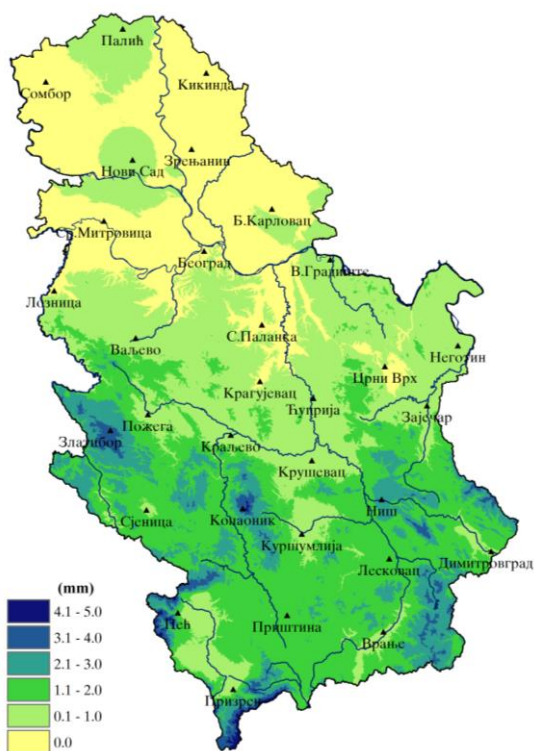 Палић
Кикинда
Сомбор
Зрењанин
Нови Сад
Б.Карловац
Ср.Митровица
Београд
В.Градиште
Лозница
С.Паланка
Ваљево
Неготин
Црни Врх
Крагујевац
Ћуприја
Зајечар
Пожега
Златибор
Краљево
Крушевац
Копаоник
Ниш
Сјеница
Куршумлија
Димитровград
Лесковац
(mm)
4.1 - 5.0
3.1 - 4.0
2.1 - 3.0
1.1 - 2.0
0.1 - 1.0
0.0
Пећ
Приштина
Врање
Призрен